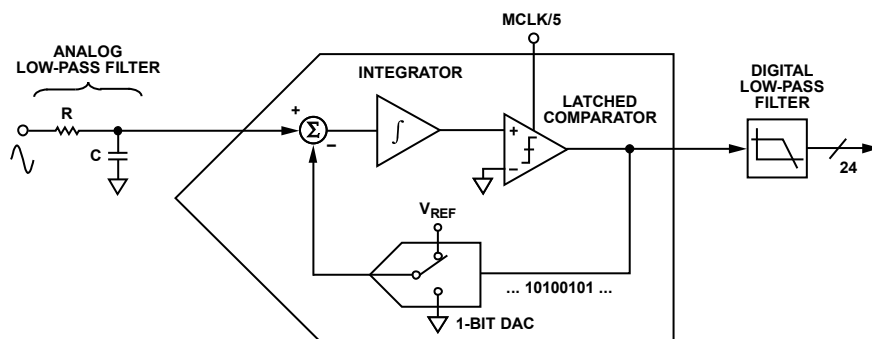 MCLK/5
ANALOG
LOW-PASS FILTER
INTEGRATOR
DIGITAL
LOW-PASS
FILTER
LATCHED
COMPARATOR
R
+
Σ
−
∫
+
−
C
24
VREF
... 10100101 ...
1-BIT DAC